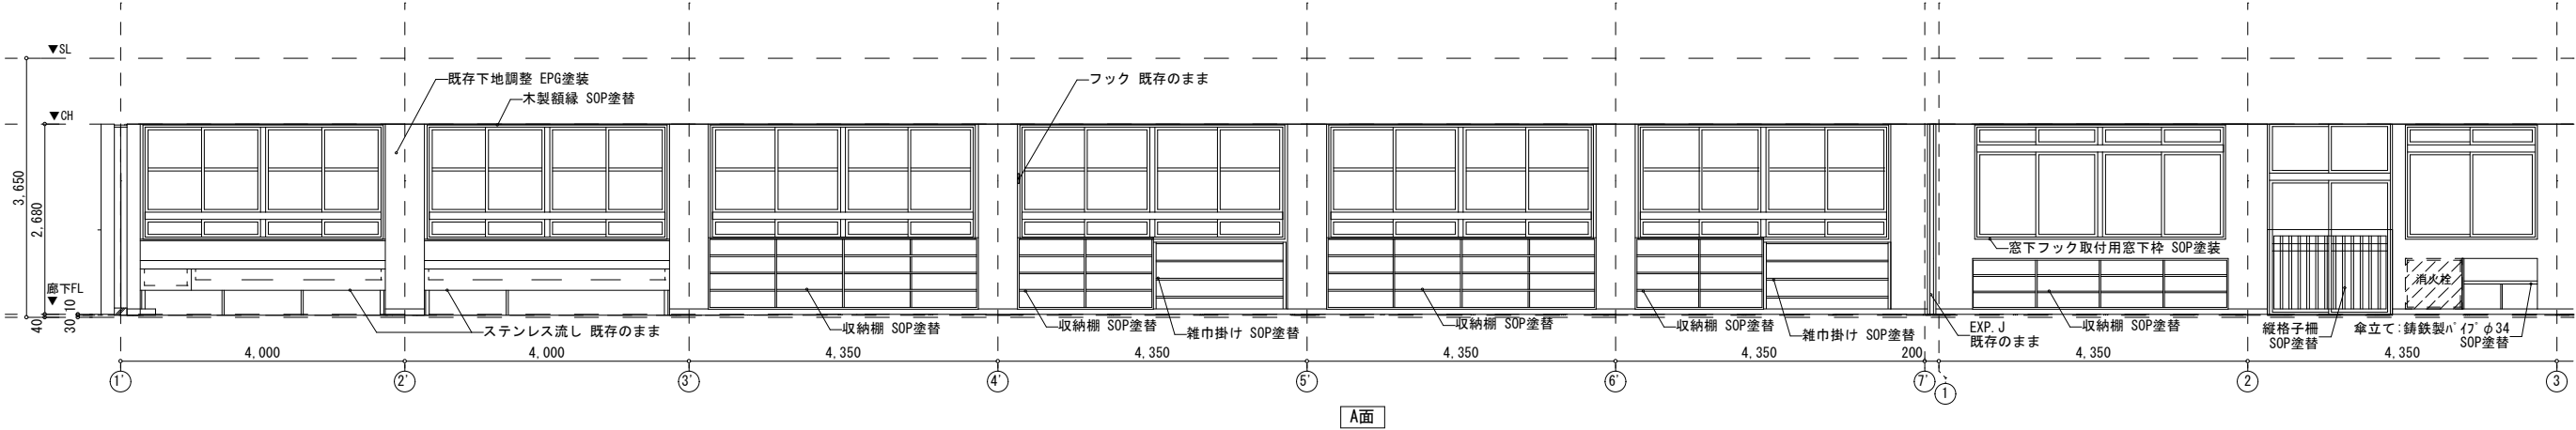 ▼SL
既存下地調整 EPG塗装
木製額縁 SOP塗替
フック 既存のまま
▼CH
3,650
2,680
廊下FL
▼
10
40
30
窓下フック取付用窓下枠 SOP塗装
消火栓
ステンレス流し 既存のまま
収納棚 SOP塗替
収納棚 SOP塗替
雑巾掛け SOP塗替
収納棚 SOP塗替
収納棚 SOP塗替
雑巾掛け SOP塗替
EXP.J
既存のまま
収納棚 SOP塗替
縦格子柵
SOP塗替
傘立て:鋳鉄製パイプφ34
SOP塗替
4,000
4,000
4,350
4,350
4,350
4,350
200
4,350
4,350
1'
2'
3'
4'
5'
6'
7'
1
2
3
A面